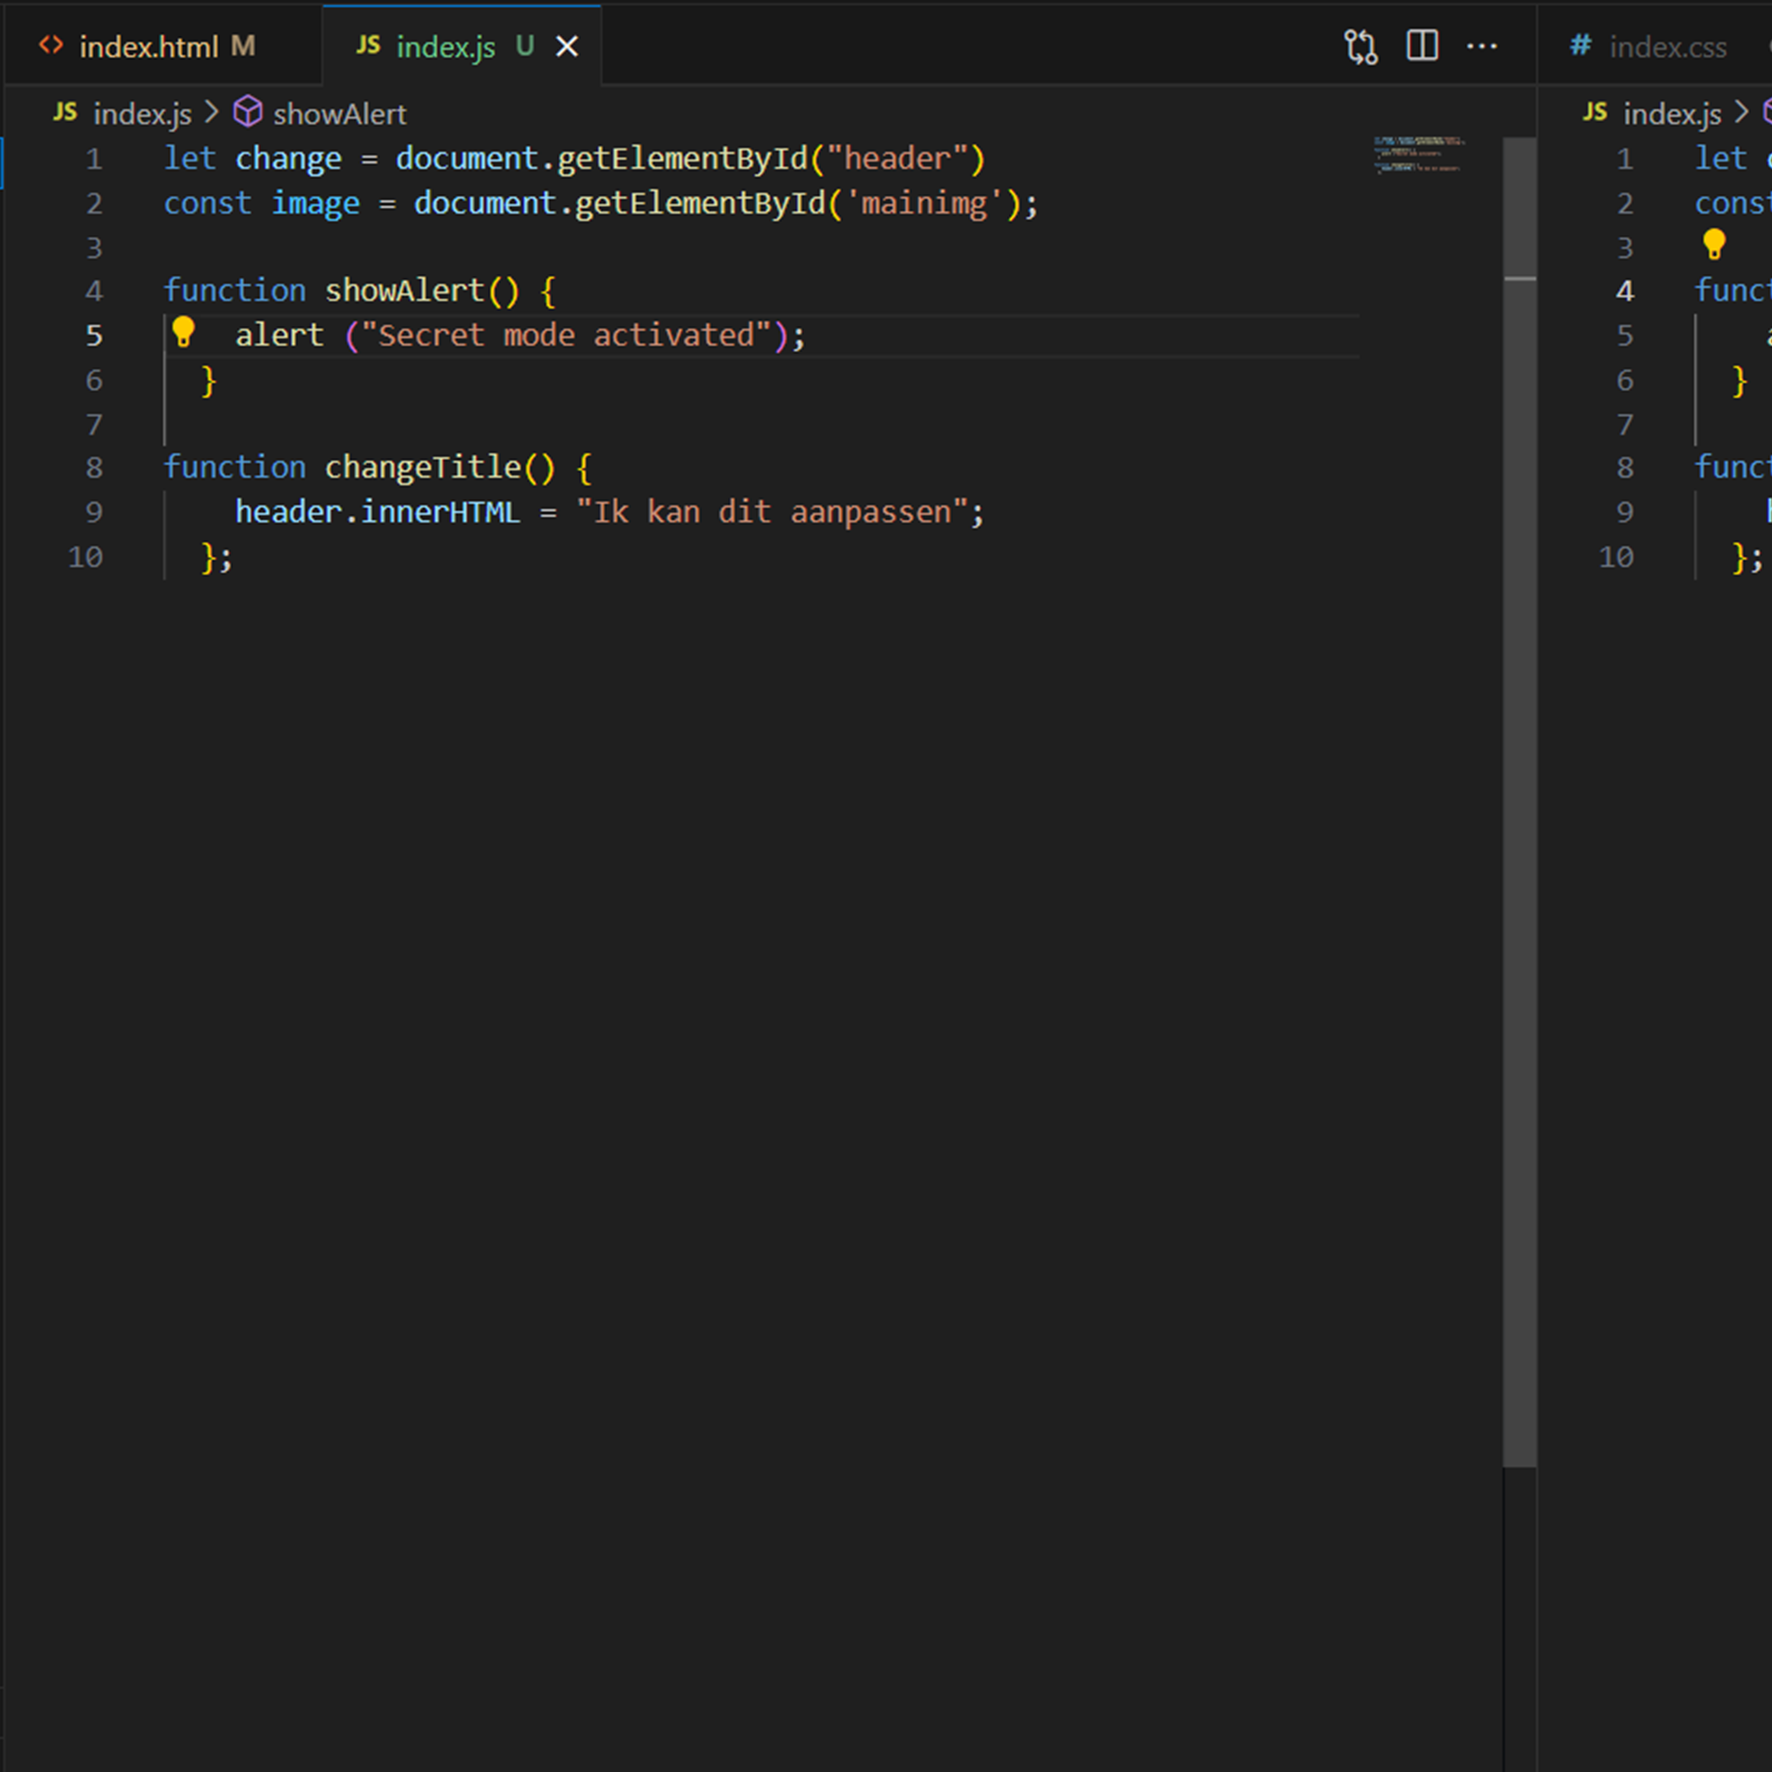 index.html M
JS index.js U
# index.css
JS index.js > showAlert
1 let change = document.getElementById("header")
2 const image = document.getElementById('mainimg');
3
4 function showAlert() {
5 alert ("Secret mode activated");
6 }
7
8 function changeTitle() {
9 header.innerHTML = "Ik kan dit aanpassen";
10 };
JS index.js >
1 let
2 const
3
4 funct
5
6 }
7
8 funct
9
10 };